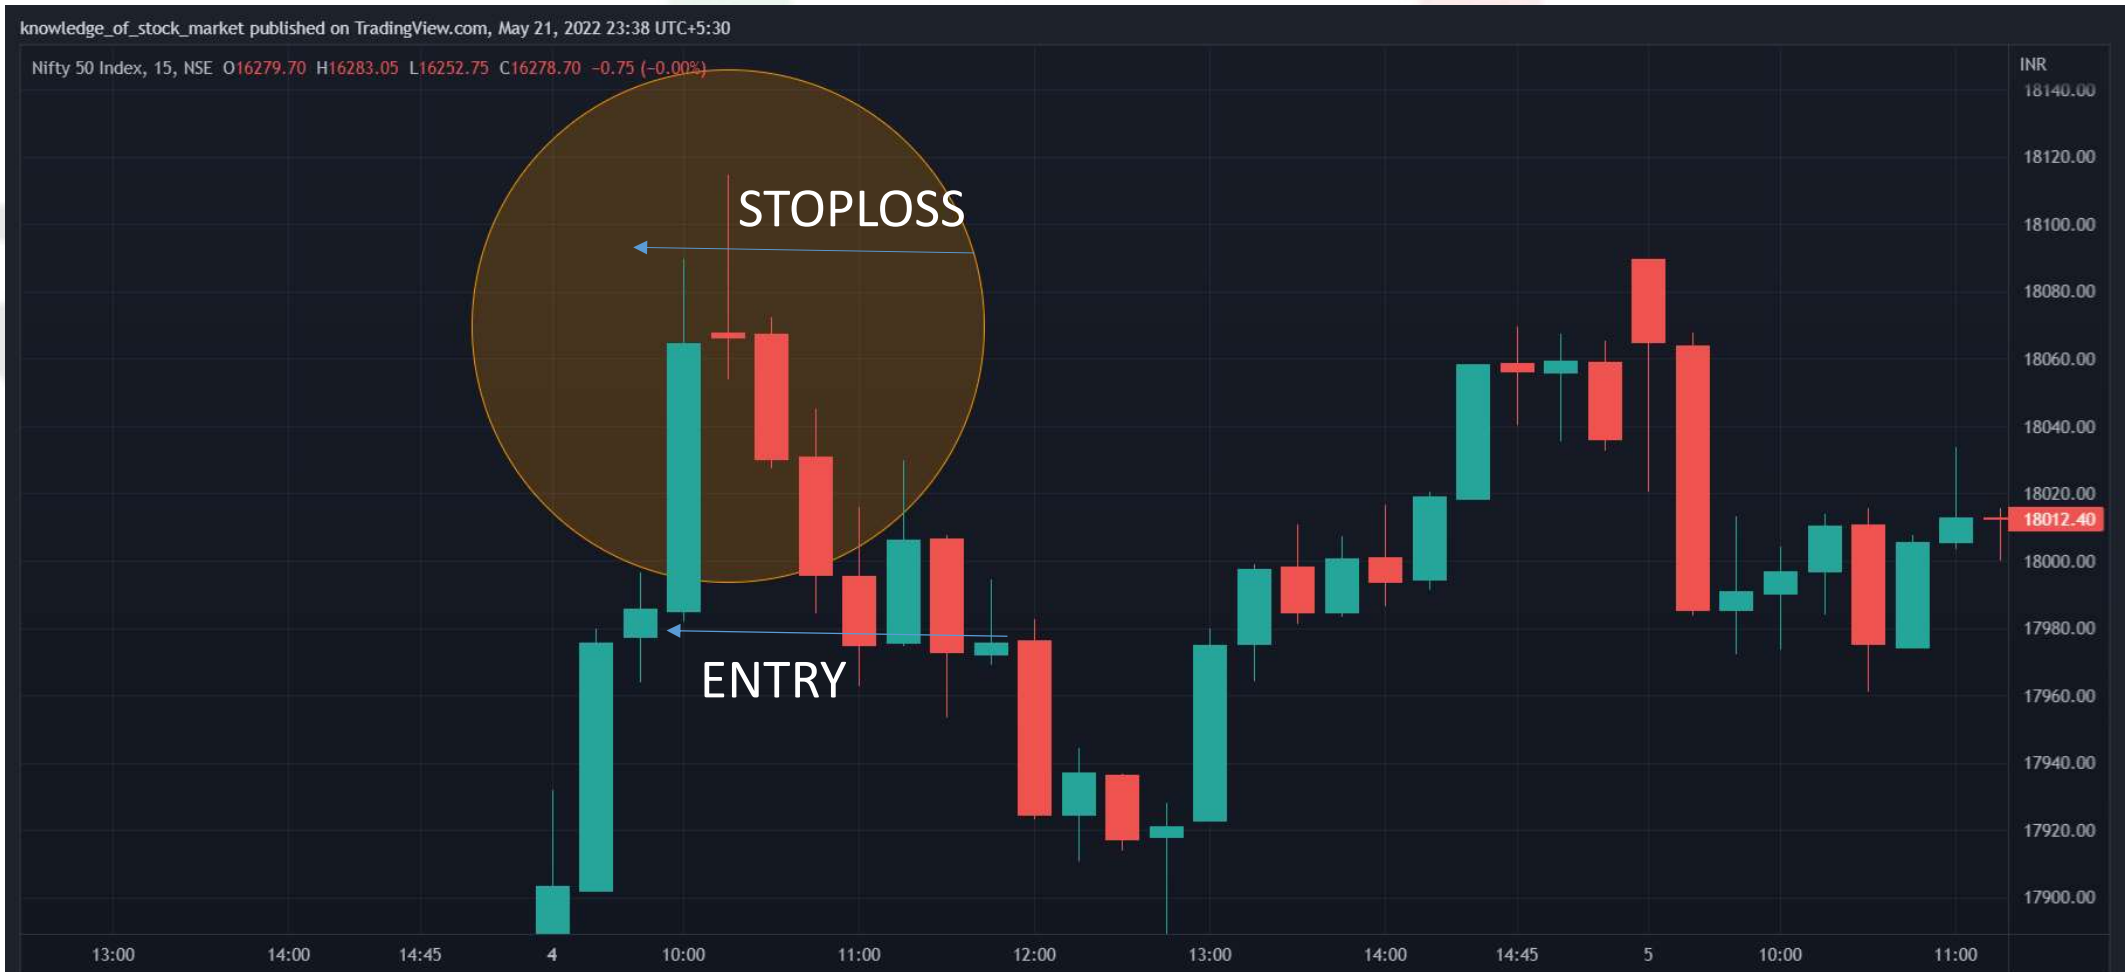 knowledge_of_stock_market published on TradingView.com, May 21, 2022 23:38 UTC+5:30
Nifty 50 Index, 15, NSE O16279.70 H16283.05 L16252.75 C16278.70 −0.75 (−0.00%)
INR
18140.00
18120.00
STOPLOSS
18100.00
18080.00
18060.00
18040.00
18020.00
18012.40
18000.00
17980.00
ENTRY
17960.00
17940.00
17920.00
17900.00
13:00 14:00 14:45 4 10:00 11:00 12:00 13:00 14:00 14:45 5 10:00 11:00